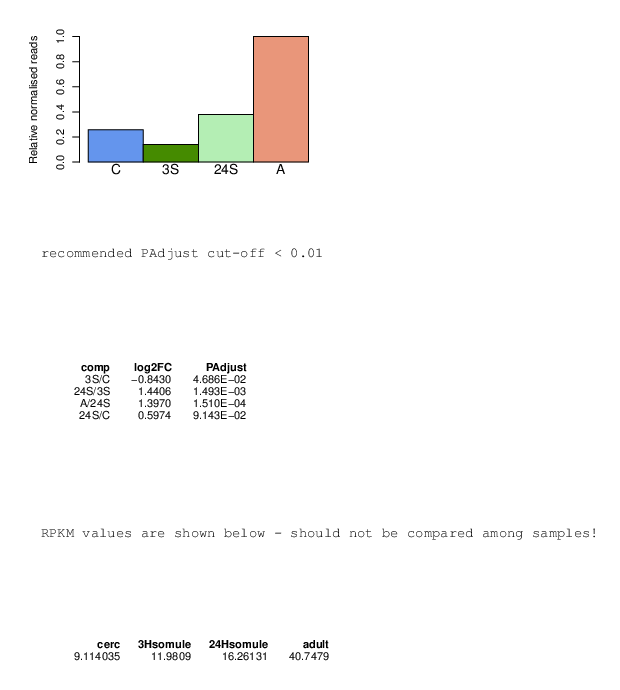 Relative normalised reads
1.0
0.8
0.6
0.4
0.2
0.0
C 3S 24S A
recommended PAdjust cut-off < 0.01
comp log2FC PAdjust
3S/C −0.8430 4.686E−02
24S/3S 1.4406 1.493E−03
A/24S 1.3970 1.510E−04
24S/C 0.5974 9.143E−02
RPKM values are shown below - should not be compared among samples!
cerc 3Hsomule 24Hsomule adult
9.114035 11.9809 16.26131 40.7479